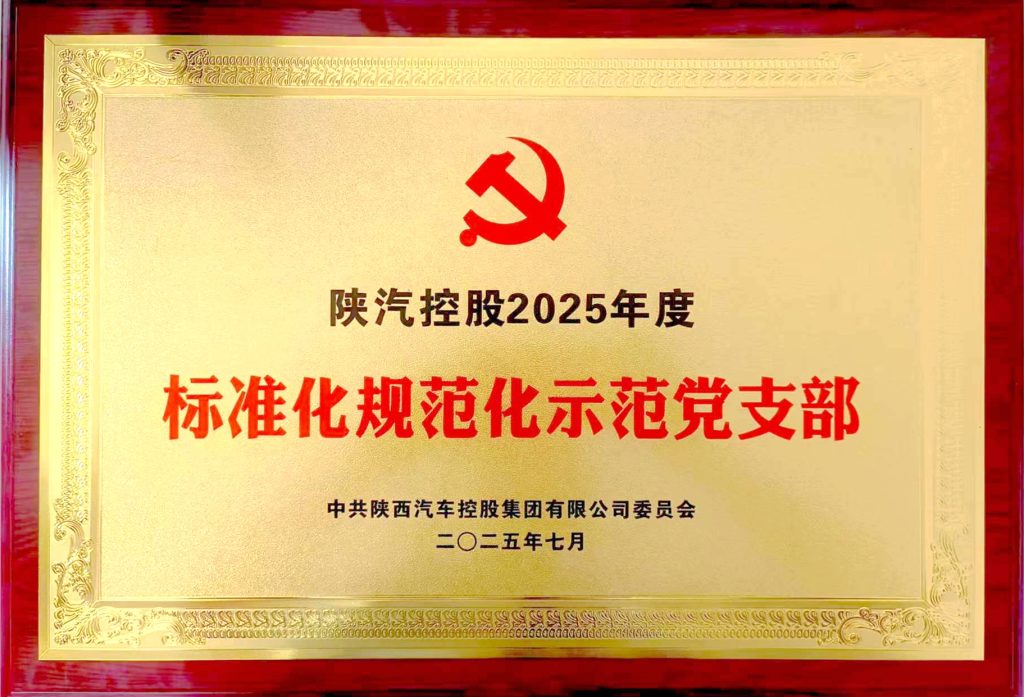 陕汽控股2025年度
标准化规范化示范党支部
中共陕西汽车控股集团有限公司委员会
二〇二五年七月